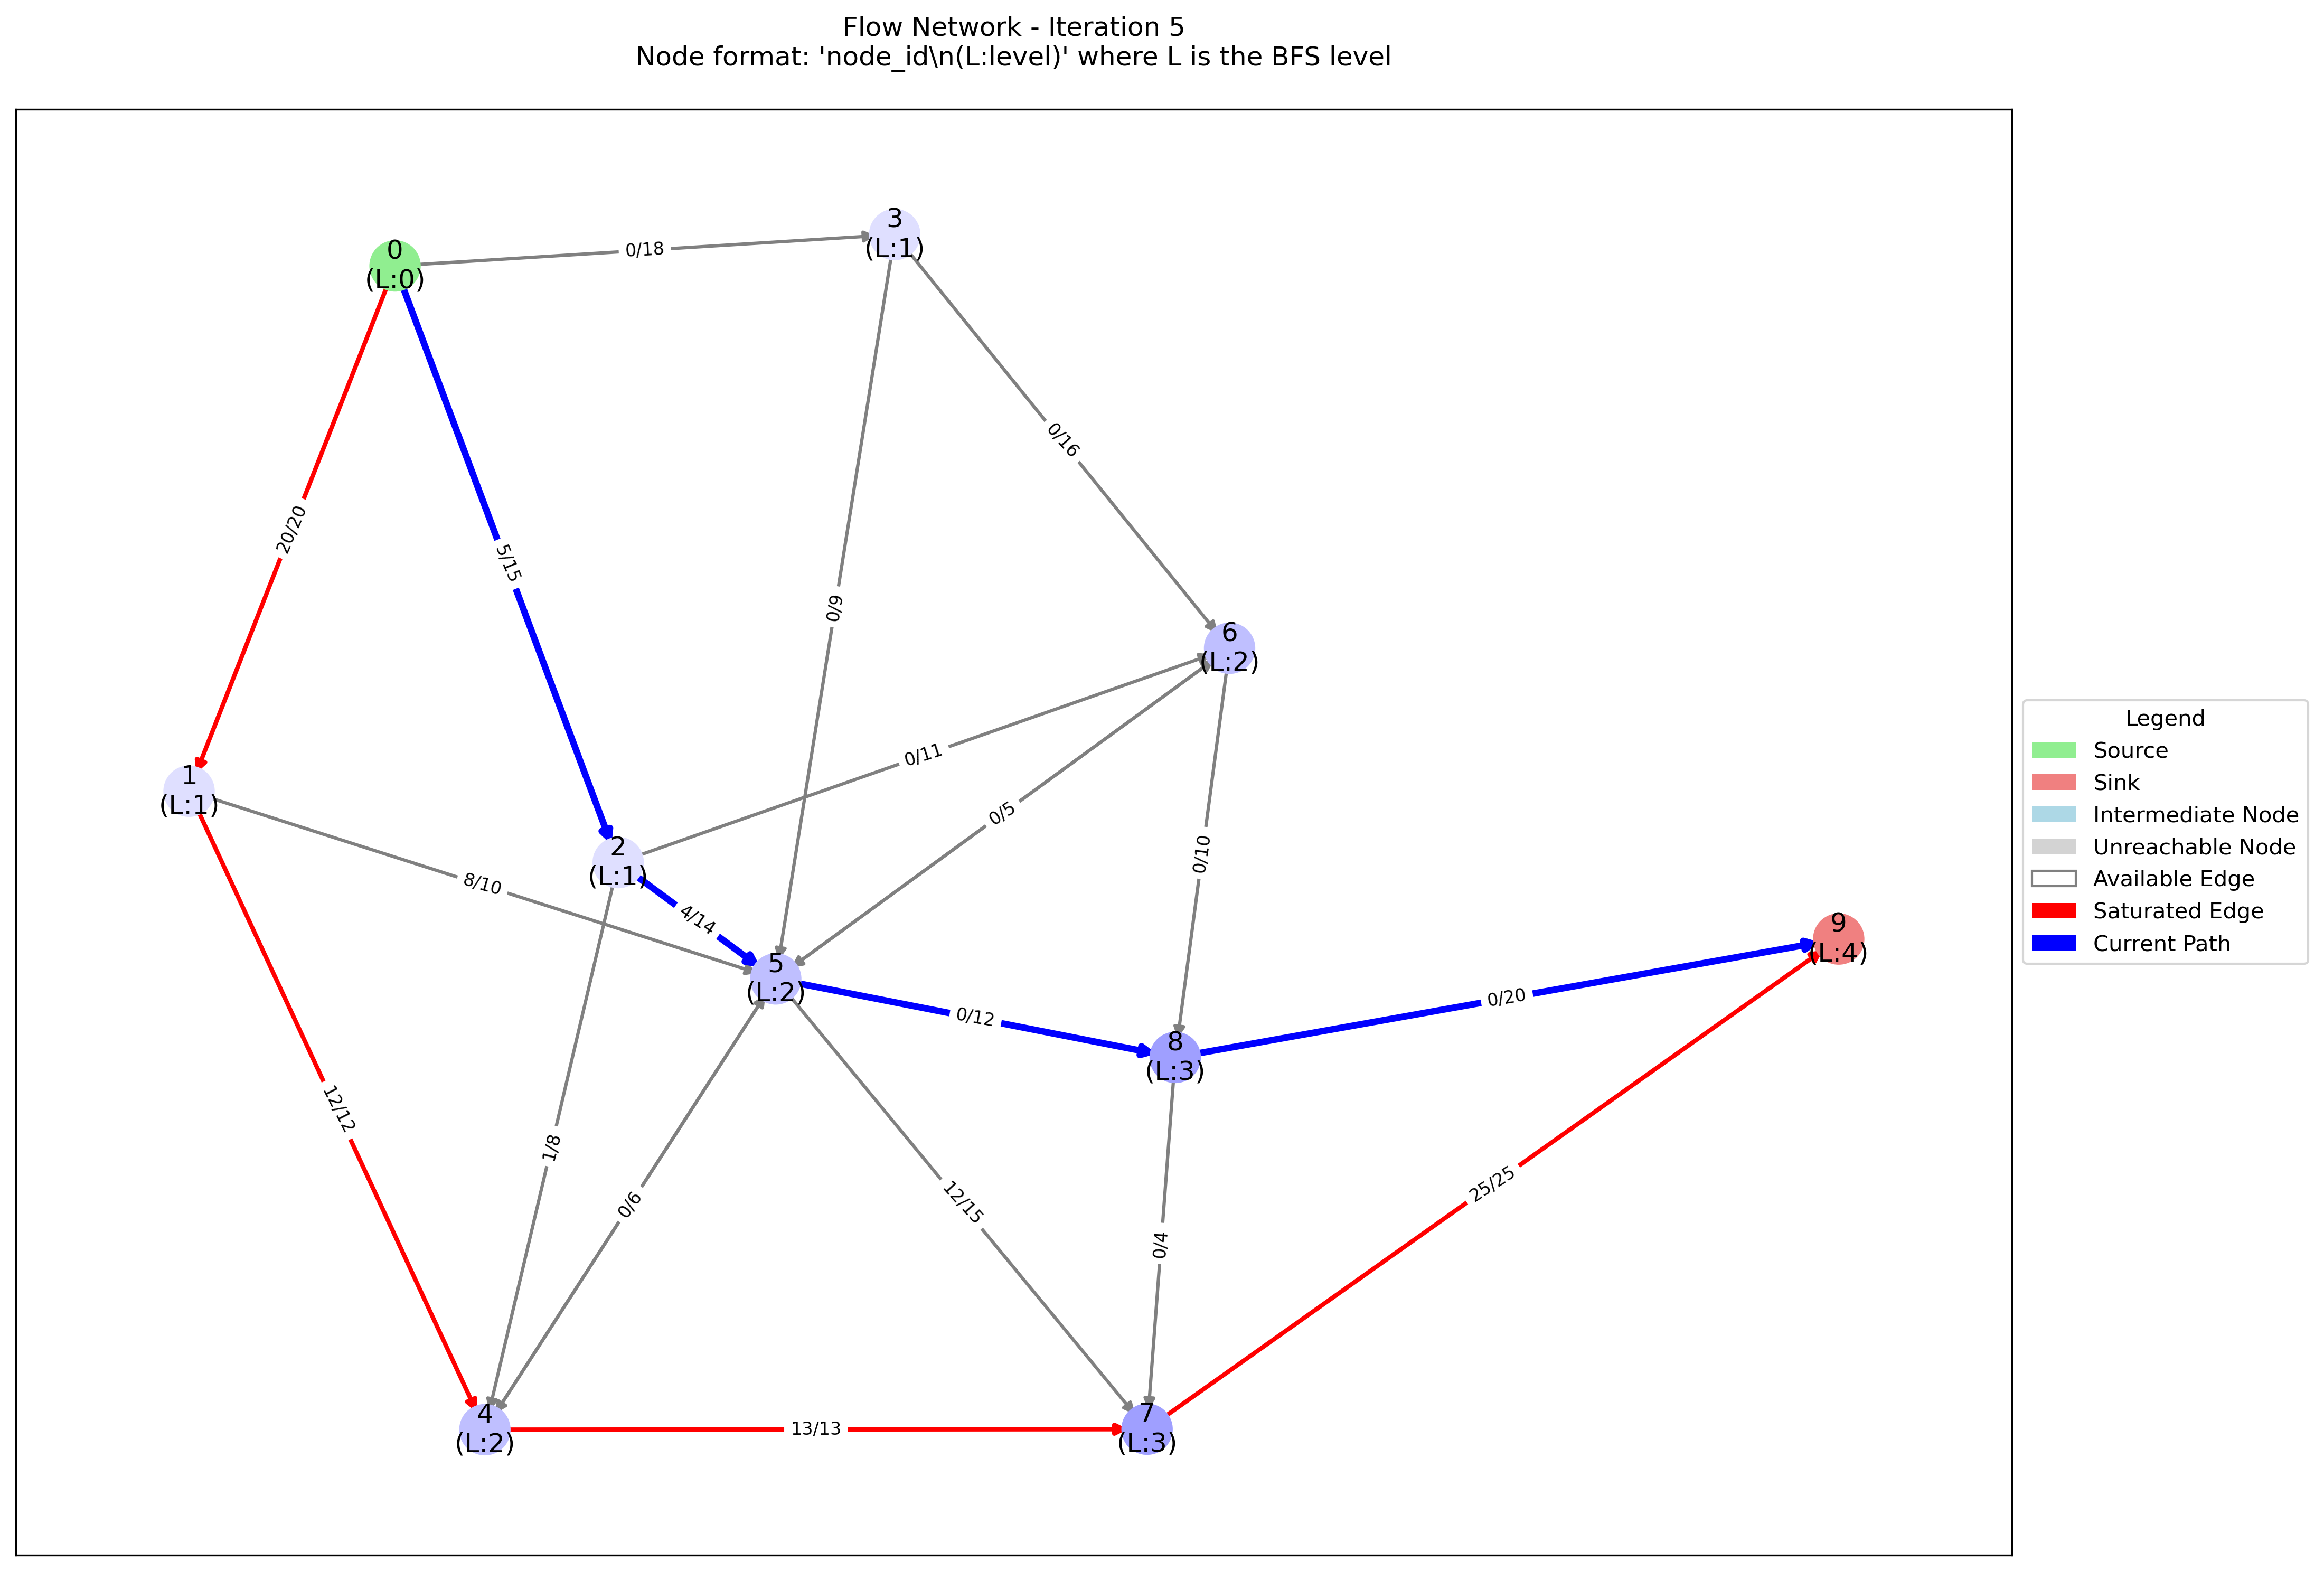 Flow Network - Iteration 5
Node format: 'node_id\n(L:level)' where L is the BFS level
0
(L:0)
3
(L:1)
0/18
0/16
20/20
5/15
0/9
6
(L:2)
0/11
1
(L:1)
0/5
0/10
2
(L:1)
8/10
4/14
9
(L:4)
5
(L:2)
0/20
0/12
8
(L:3)
12/12
1/8
25/25
0/6
12/15
0/4
4
(L:2)
13/13
7
(L:3)
Legend
Source
Sink
Intermediate Node
Unreachable Node
Available Edge
Saturated Edge
Current Path